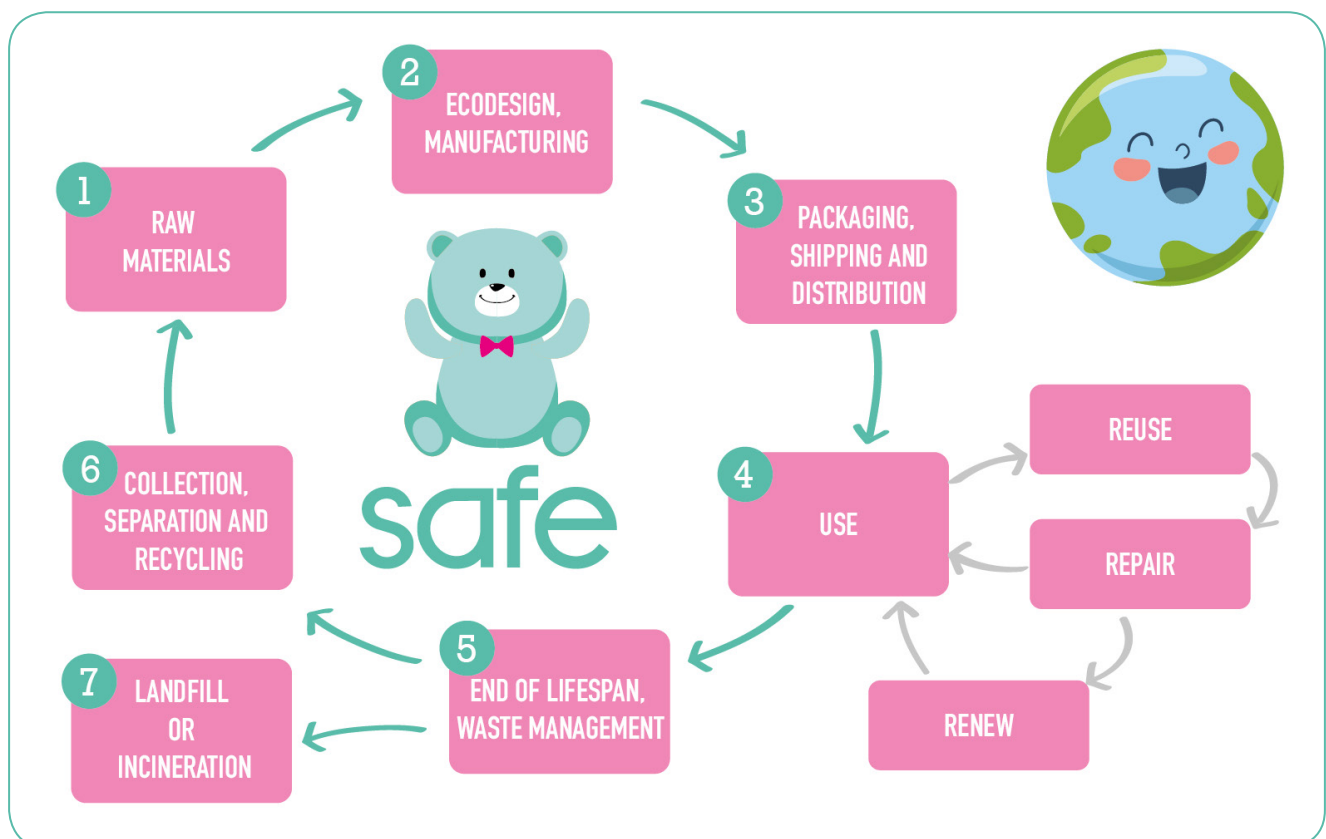 1
RAW
MATERIALS
2
ECODESIGN,
MANUFACTURING
3
PACKAGING,
SHIPPING AND
DISTRIBUTION
4
USE
REUSE
REPAIR
RENEW
5
END OF LIFESPAN,
WASTE MANAGEMENT
6
COLLECTION,
SEPARATION AND
RECYCLING
7
LANDFILL
OR
INCINERATION
safe